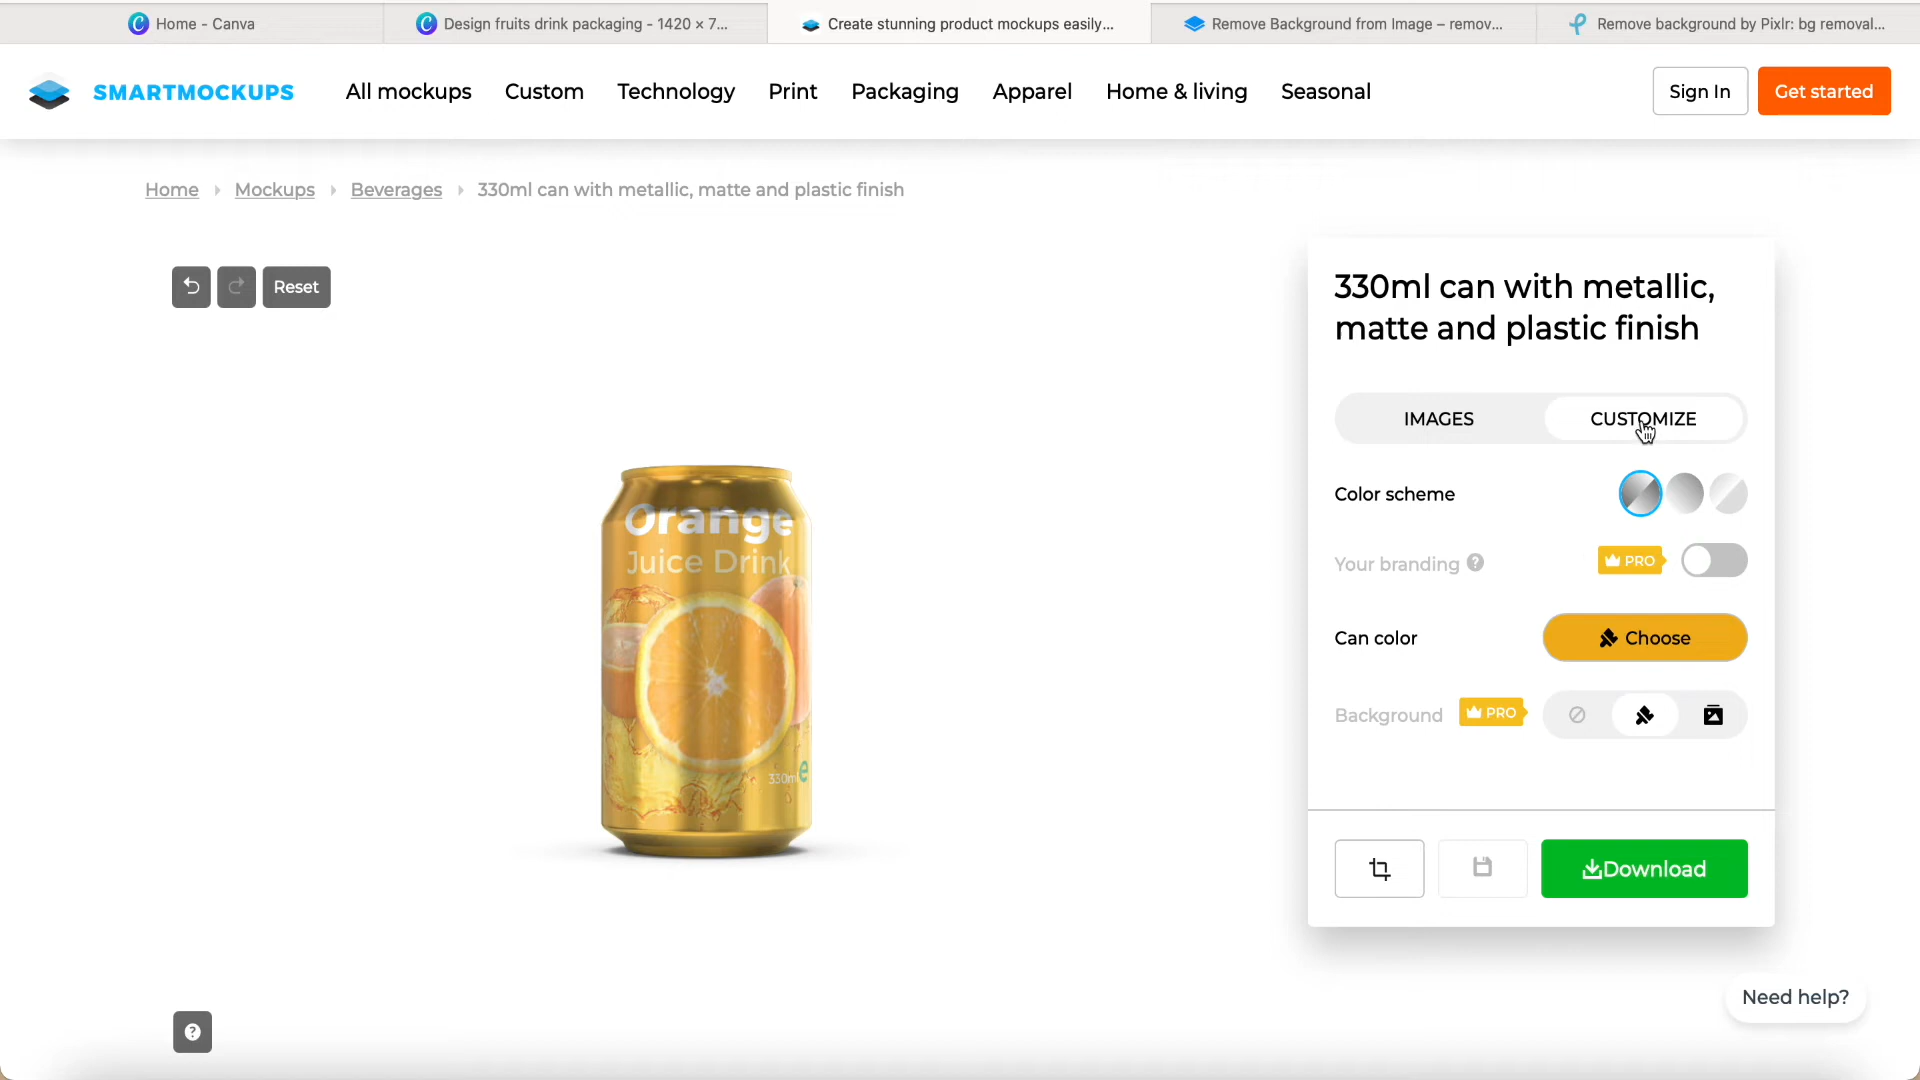 Home - Canva
Design fruits drink packaging - 1420 × 7...
Create stunning product mockups easily...
Remove Background from Image – remov...
Remove background by Pixlr: bg removal...
SMARTMOCKUPS
All mockups
Custom
Technology
Print
Packaging
Apparel
Home & living
Seasonal
Sign In
Get started
Home
Mockups
Beverages
330ml can with metallic, matte and plastic finish
Reset
330ml can with metallic,
matte and plastic finish
IMAGES
CUSTOMIZE
Color scheme
Your branding
PRO
Can color
Choose
Background
PRO
Download
Orange
Juice Drink
330ml
e
Need help?